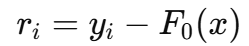 r_i = y_i − F_0(x)